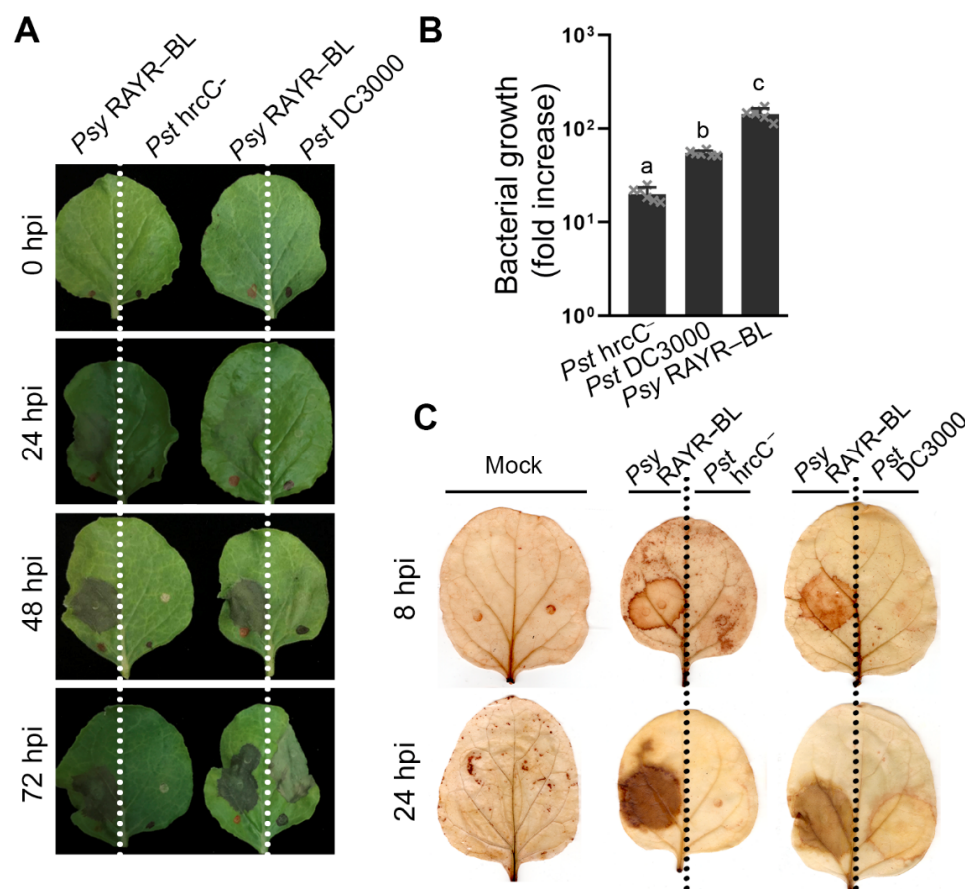 A
Psy RAYR–BL
Pst hrcC-
Psy RAYR–BL
Pst DC3000
0 hpi
24 hpi
48 hpi
72 hpi
B
Bacterial growth
(fold increase)
10³
10²
10¹
10⁰
a
b
c
Pst hrcC⁻
Pst DC3000
Psy RAYR–BL
C
Mock
Psy
RAYR–BL
Pst
hrcC⁻
Psy
RAYR–BL
Pst
DC3000
8 hpi
24 hpi